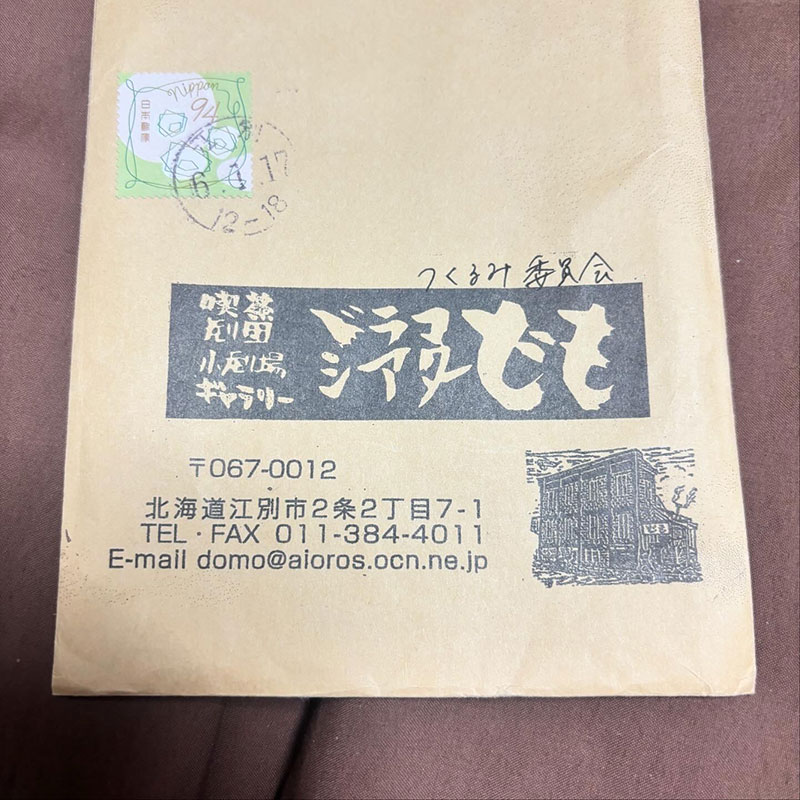 Nippon
94
日本郵便
江別
6.1.17
12-18
つくるみ委員会
喫茶
劇団
小劇場
ギャラリー
ドラマ
シアターども
〒067-0012
北海道江別市2条2丁目7-1
TEL・FAX 011-384-4011
E-mail domo@aioros.ocn.ne.jp